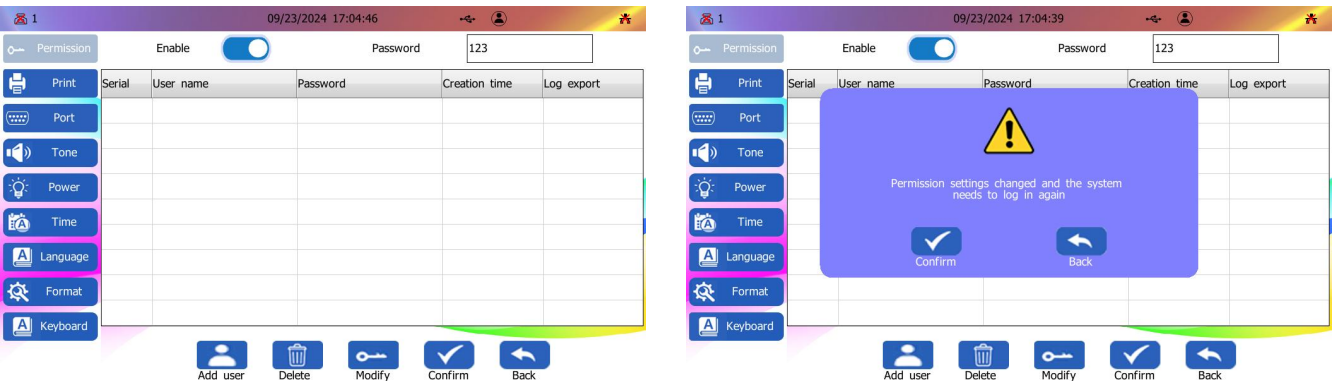 1 09/23/2024 17:04:46
Permission Enable Password 123
Print Serial User name Password Creation time Log export
Port
Tone
Power
Time
Language
Format
Keyboard
Add user Delete Modify Confirm Back
1 09/23/2024 17:04:39
Permission Enable Password 123
Print Serial User name Password Creation time Log export
Port
Tone
Power
Time
Language
Format
Keyboard
Permission settings changed and the system
needs to log in again
Confirm Back
Add user Delete Modify Confirm Back